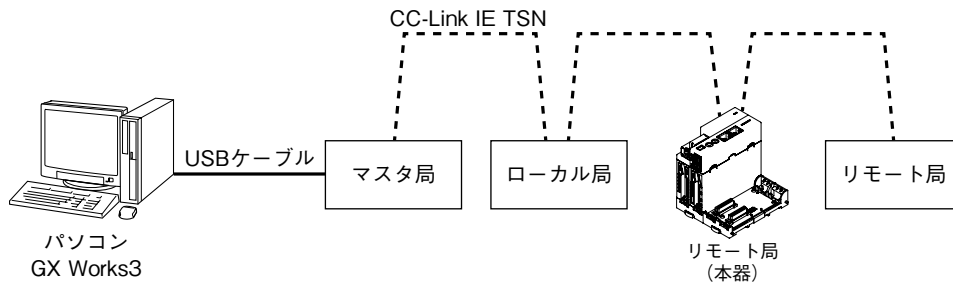 CC-Link IE TSN
USBケーブル
マスタ局
ローカル局
リモート局
パソコン
GX Works3
リモート局
（本器）